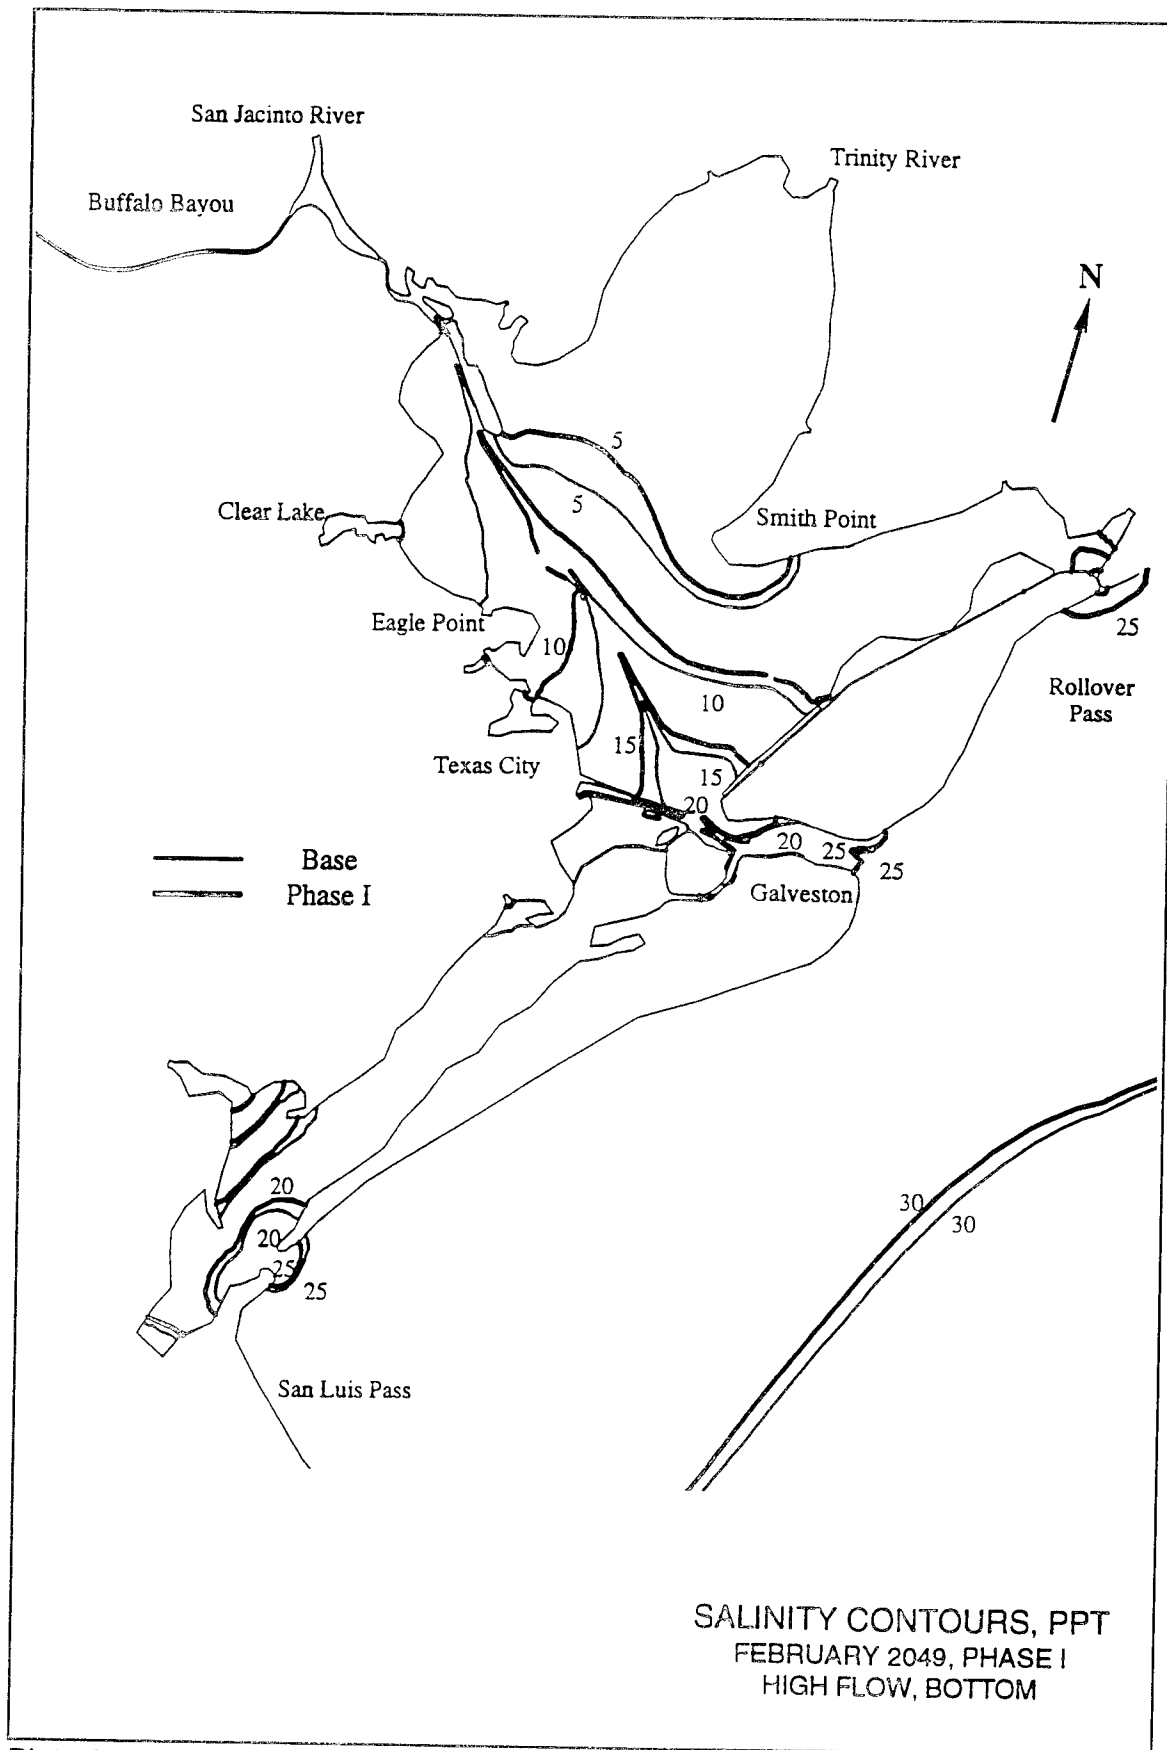 San Jacinto River
Trinity River
Buffalo Bayou
N
5
5
Clear Lake
Smith Point
Eagle Point
10
25
Rollover
Pass
10
15
Texas City
15
20
20
25
25
Base
Phase I
Galveston
20
30
30
20
25
25
San Luis Pass
SALINITY CONTOURS, PPT
FEBRUARY 2049, PHASE I
HIGH FLOW, BOTTOM